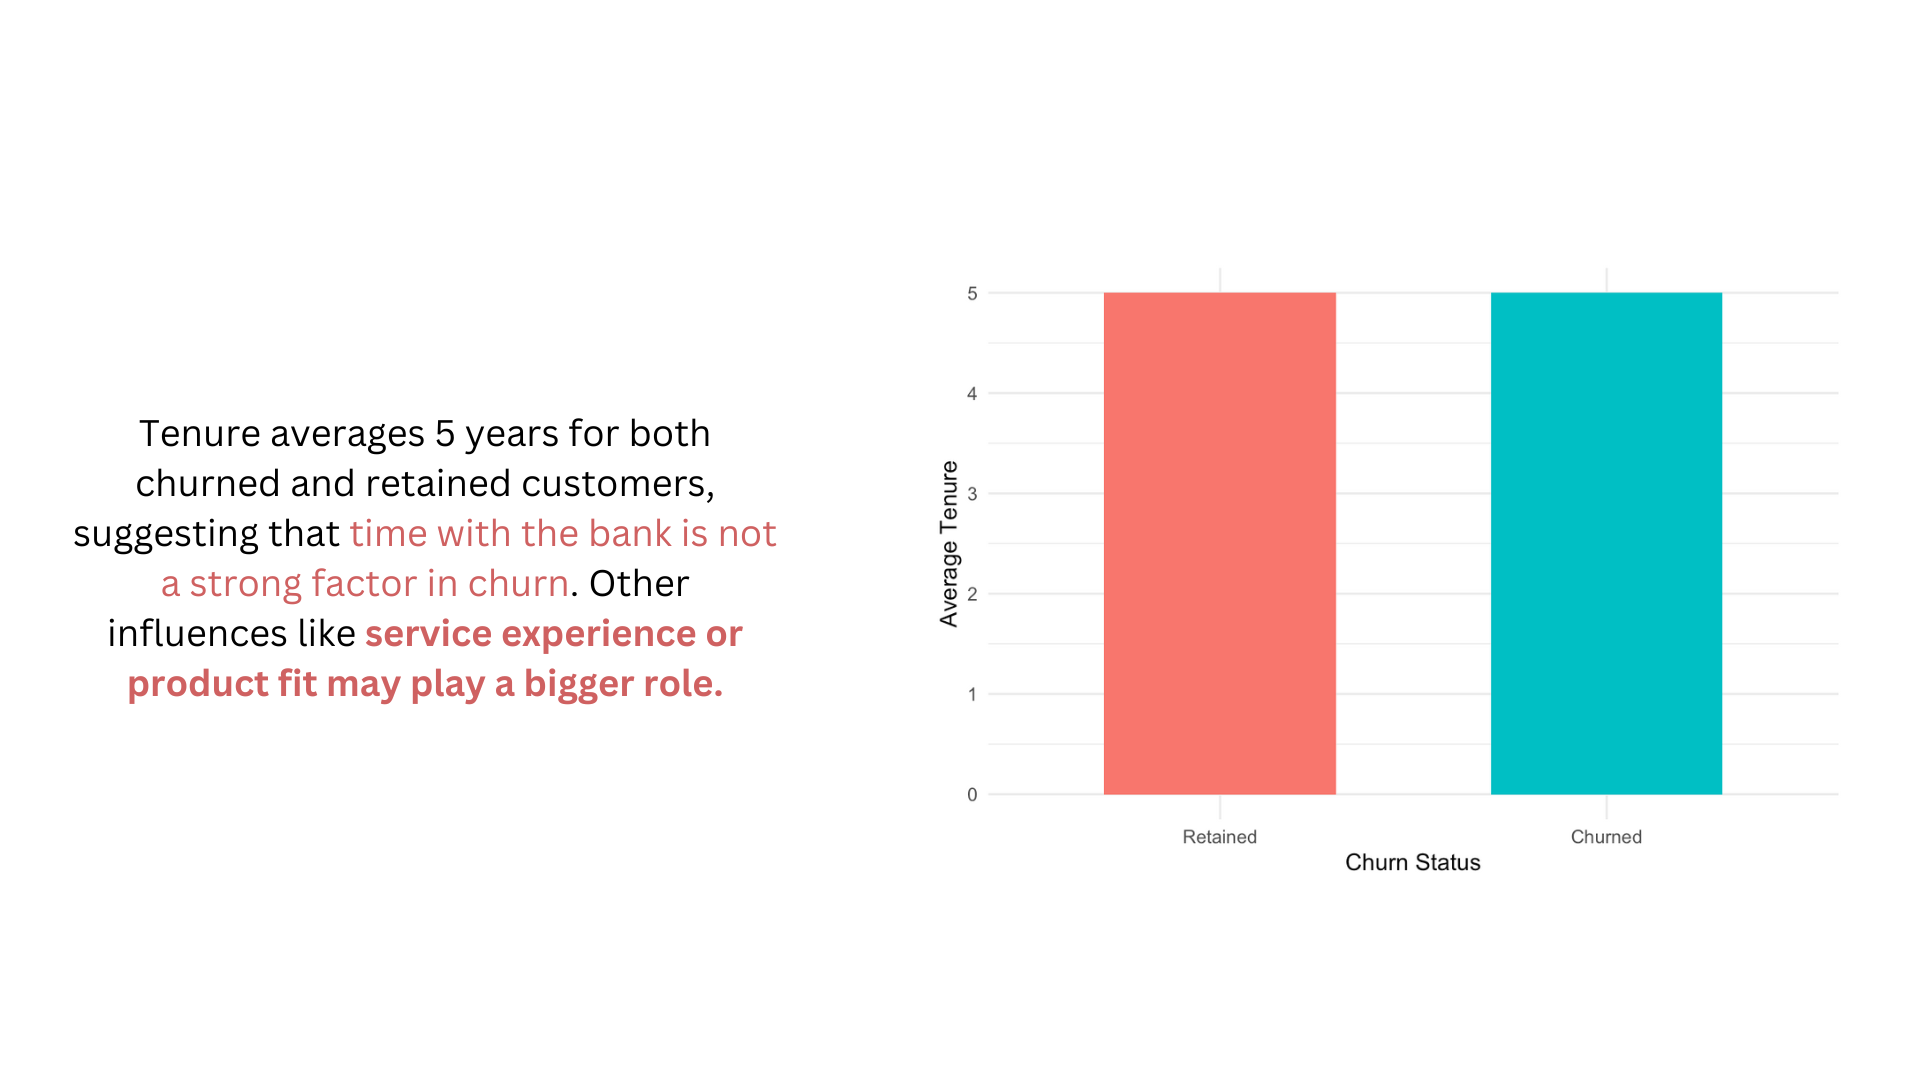 Tenure averages 5 years for both
churned and retained customers,
suggesting that time with the bank is not
a strong factor in churn. Other
influences like service experience or
product fit may play a bigger role.
Average Tenure
5
4
3
2
1
0
Retained
Churned
Churn Status